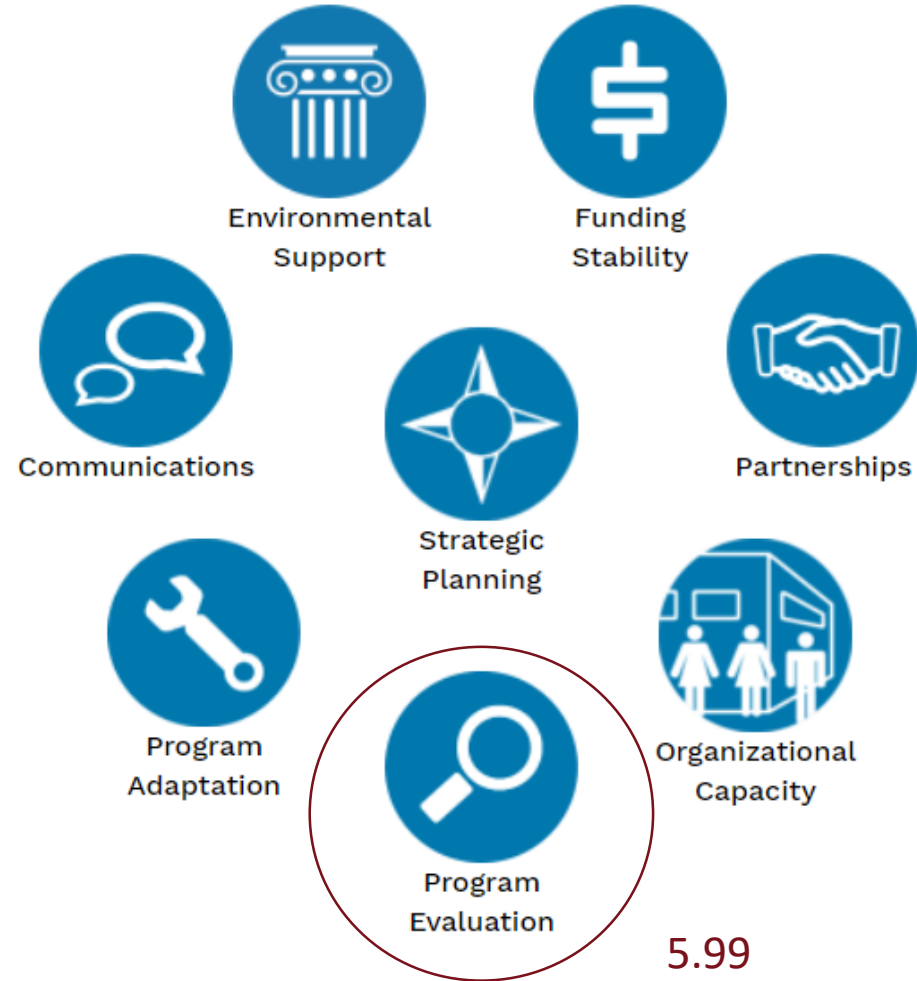 Environmental
Support
Funding
Stability
Communications
Partnerships
Strategic
Planning
Program
Adaptation
Organizational
Capacity
Program
Evaluation
5.99